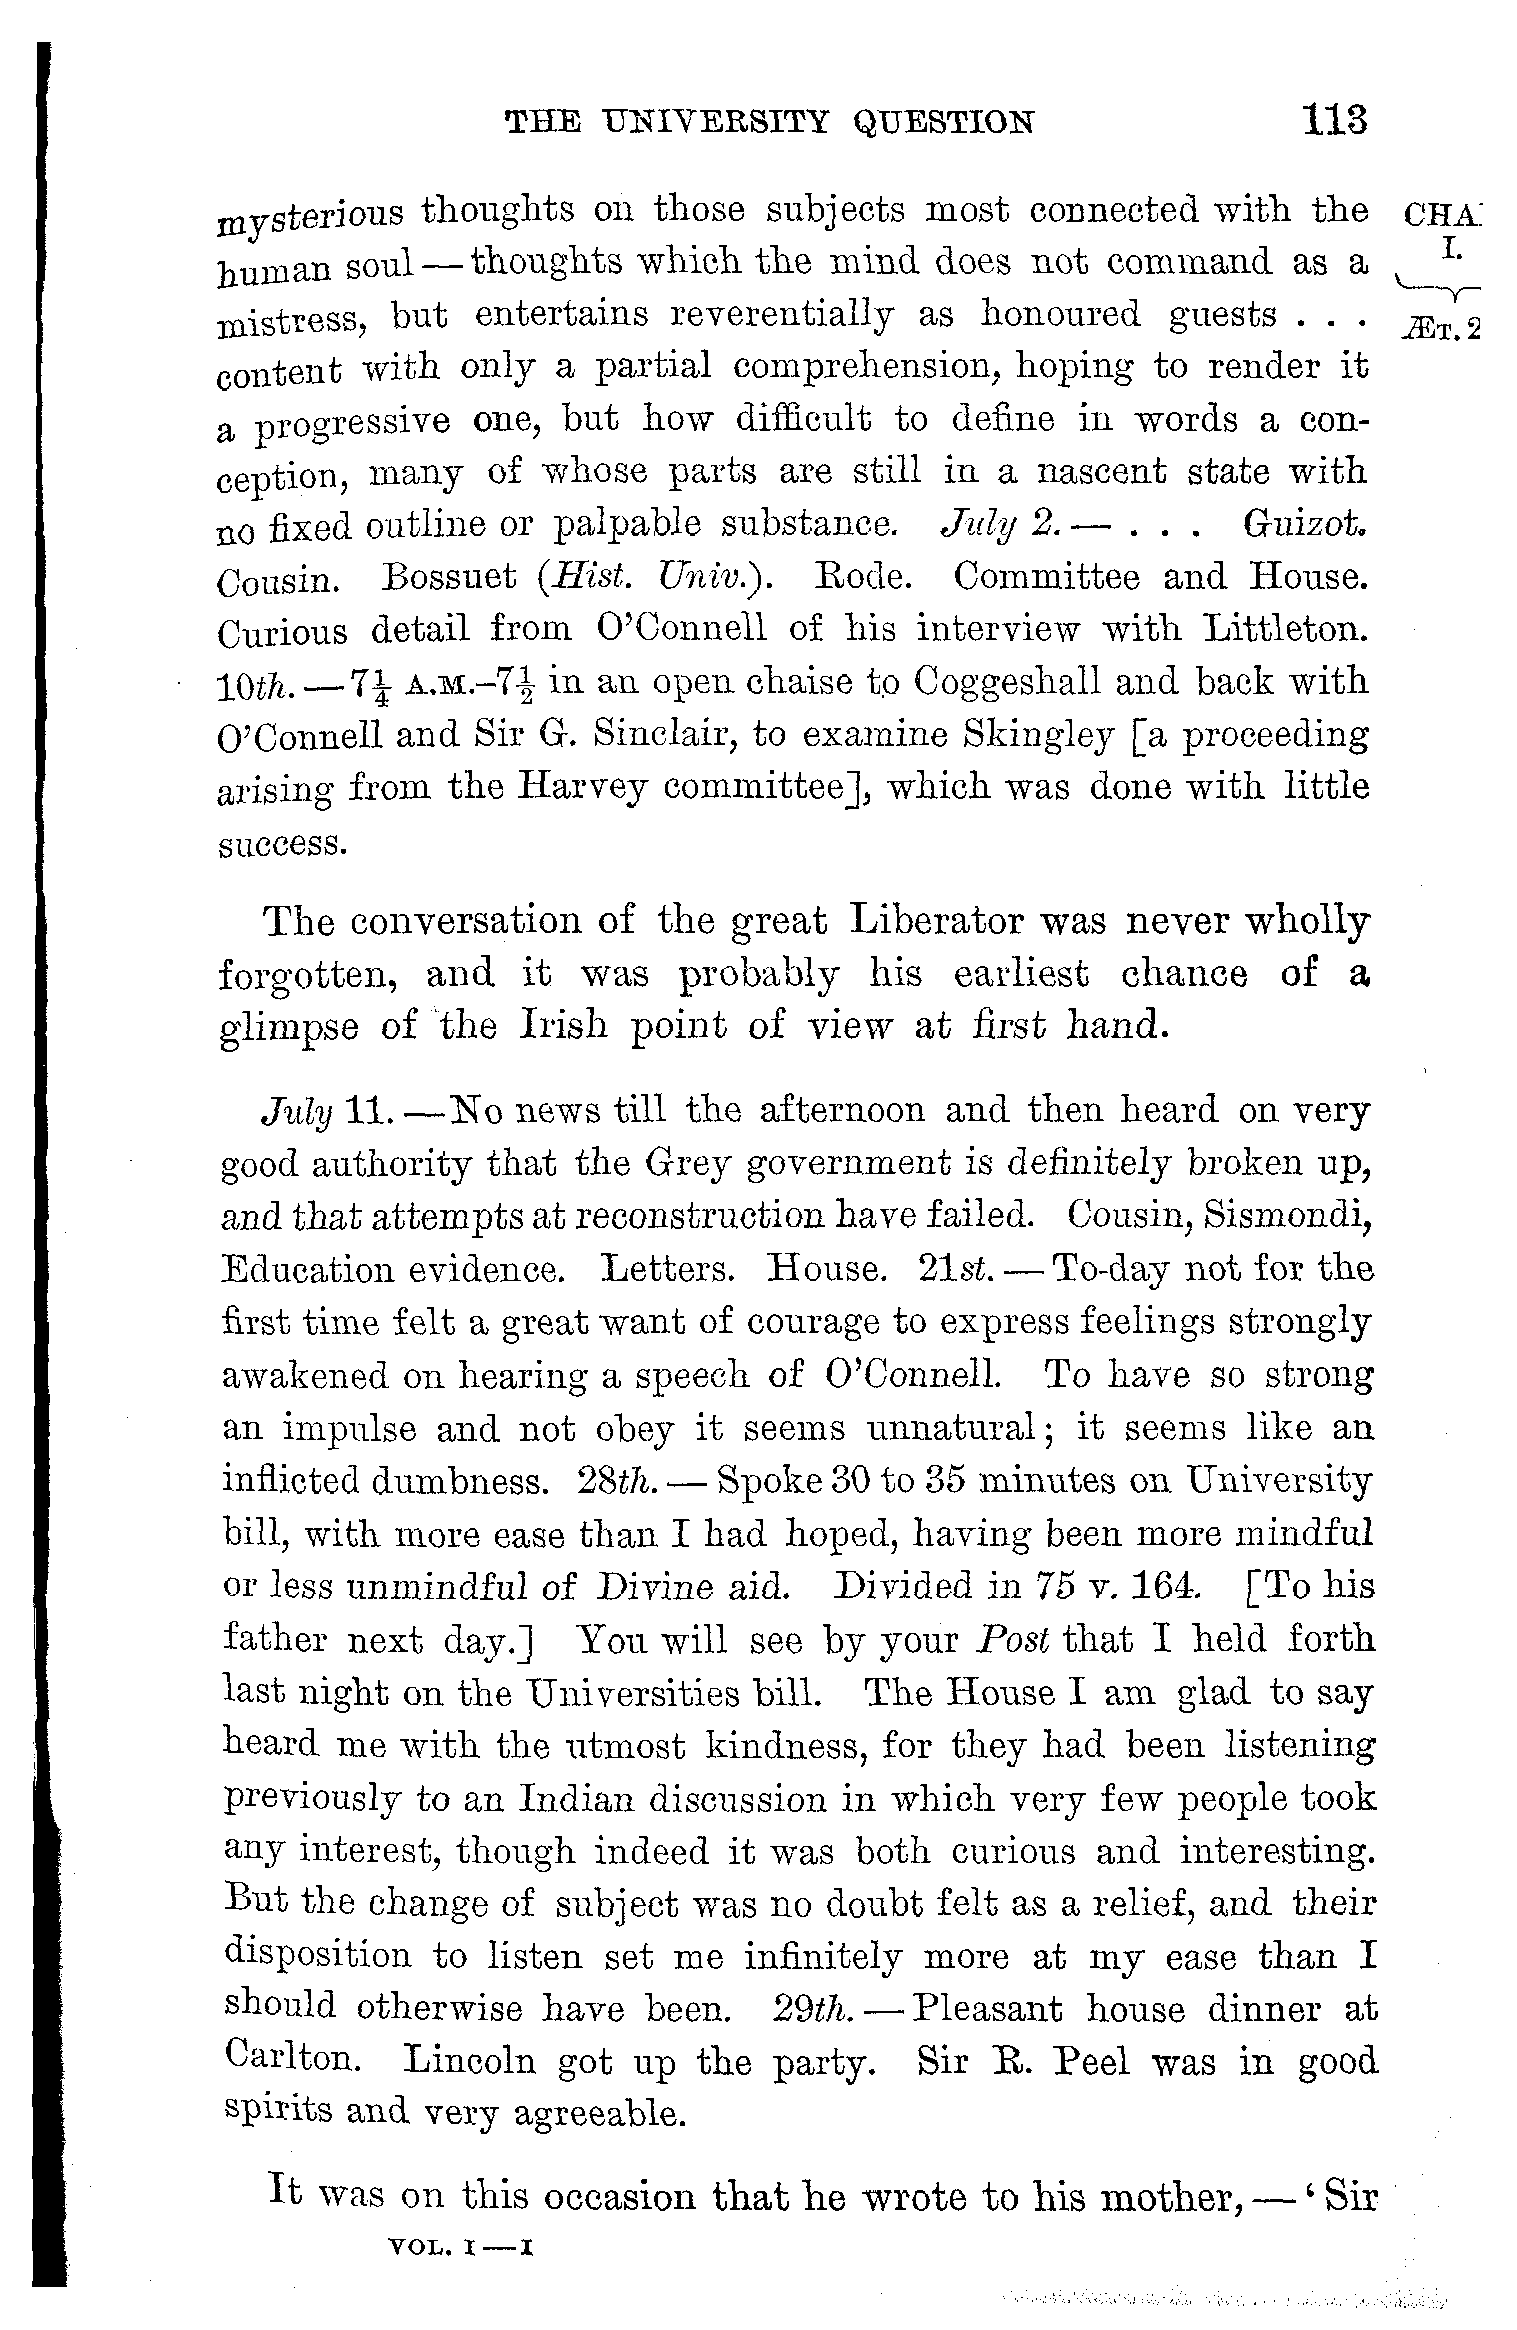 THE UNIVERSITY QUESTION 113
mysterious thoughts on those subjects most connected with the
human soul — thoughts which the mind does not command as a
mistress, but entertains reverentially as honoured guests . . .
content with only a partial comprehension, hoping to render it
a progressive one, but how difficult to define in words a con-
ception, many of whose parts are still in a nascent state with
no fixed outline or palpable substance. July 2. — . . . Guizot.
Cousin. Bossuet (Hist. Univ.). Rode. Committee and House.
Curious detail from O'Connell of his interview with Littleton.
10th. — 7¼ A.M.–7½ in an open chaise to Coggeshall and back with
O'Connell and Sir G. Sinclair, to examine Skingley [a proceeding
arising from the Harvey committee], which was done with little
success.
CHA
I.
ÆT. 2
The conversation of the great Liberator was never wholly
forgotten, and it was probably his earliest chance of a
glimpse of the Irish point of view at first hand.
July 11. — No news till the afternoon and then heard on very
good authority that the Grey government is definitely broken up,
and that attempts at reconstruction have failed. Cousin, Sismondi,
Education evidence. Letters. House. 21st. — To-day not for the
first time felt a great want of courage to express feelings strongly
awakened on hearing a speech of O'Connell. To have so strong
an impulse and not obey it seems unnatural; it seems like an
inflicted dumbness. 28th. — Spoke 30 to 35 minutes on University
bill, with more ease than I had hoped, having been more mindful
or less unmindful of Divine aid. Divided in 75 v. 164. [To his
father next day.] You will see by your Post that I held forth
last night on the Universities bill. The House I am glad to say
heard me with the utmost kindness, for they had been listening
previously to an Indian discussion in which very few people took
any interest, though indeed it was both curious and interesting.
But the change of subject was no doubt felt as a relief, and their
disposition to listen set me infinitely more at my ease than I
should otherwise have been. 29th. — Pleasant house dinner at
Carlton. Lincoln got up the party. Sir R. Peel was in good
spirits and very agreeable.
It was on this occasion that he wrote to his mother, — ‘Sir
VOL. I — I